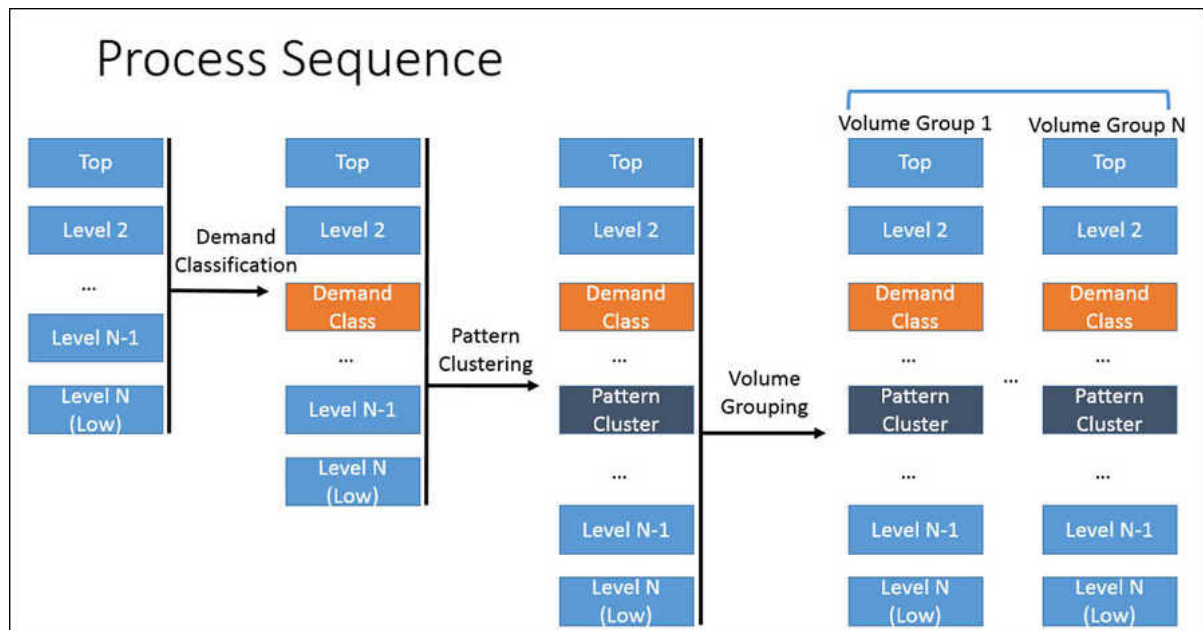 Process Sequence
Top
Level 2
...
Level N-1
Level N
(Low)
Demand
Classification
Top
Level 2
Demand
Class
...
Level N-1
Level N
(Low)
Pattern
Clustering
Top
Level 2
Demand
Class
...
Pattern
Cluster
...
Level N-1
Level N
(Low)
Volume
Grouping
Volume Group 1
Top
Level 2
Demand
Class
...
Pattern
Cluster
...
Level N-1
Level N
(Low)
...
Volume Group N
Top
Level 2
Demand
Class
...
Pattern
Cluster
...
Level N-1
Level N
(Low)